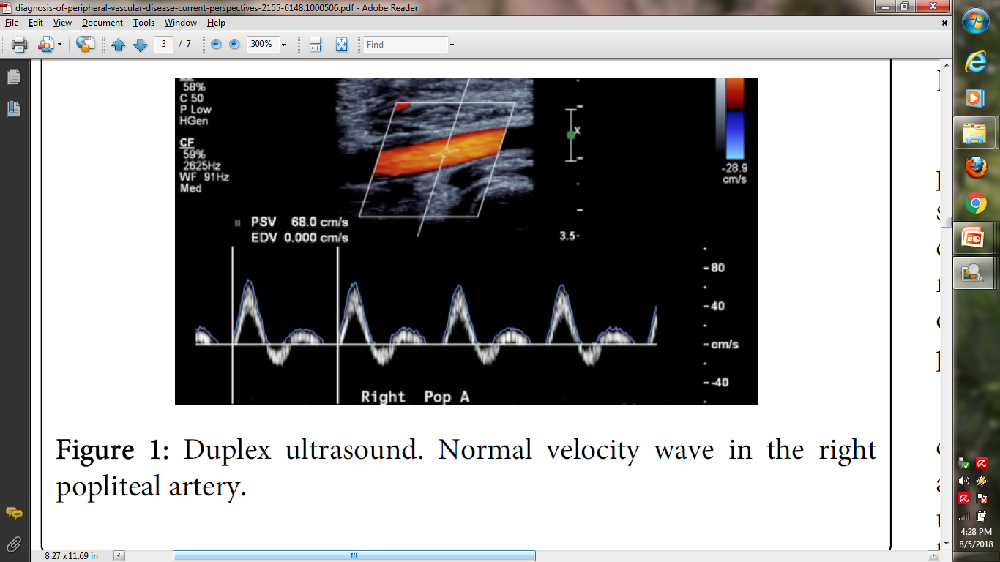 diagnosis-of-peripheral-vascular-disease-current-perspectives-2155-6148.1000506.pdf - Adobe Reader
File Edit View Document Tools Window Help
3 / 7 300% Find
58%
C 50
P Low
HGen
CF
59%
2625Hz
WF 91Hz
Med
x
-28.9
cm/s
3.5
II PSV 68.0 cm/s
EDV 0.000 cm/s
80
40
cm/s
-40
Right Pop A
Figure 1: Duplex ultrasound. Normal velocity wave in the right
popliteal artery.
8.27 x 11.69 in
4:28 PM
8/5/2018